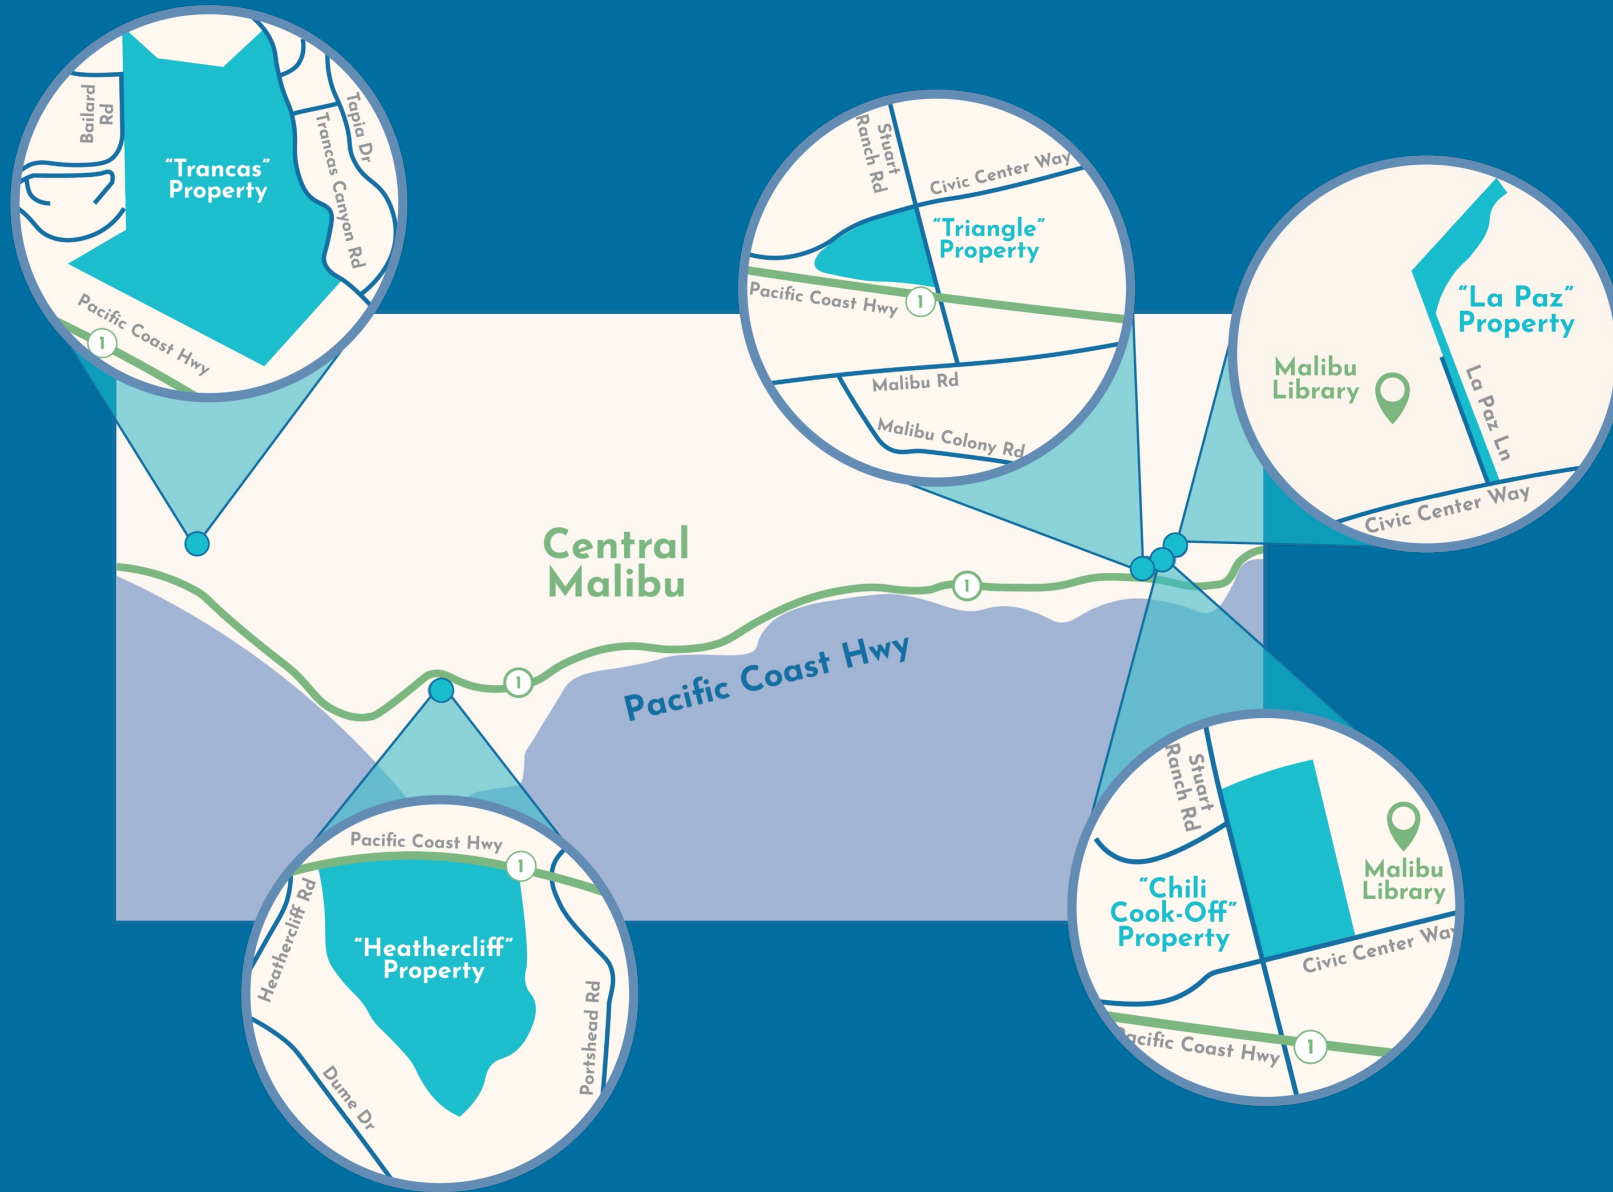 Bailard
Rd
“Trancas”
Property
Tapia Dr
Trancas Canyon Rd
Pacific Coast Hwy
1
Stuart
Ranch Rd
Civic Center Way
“Triangle”
Property
Pacific Coast Hwy
1
Malibu Rd
Malibu Colony Rd
“La Paz”
Property
Malibu
Library
La Paz Ln
Civic Center Way
Central
Malibu
1
1
Pacific Coast Hwy
Pacific Coast Hwy
1
Heathercliff Rd
“Heathercliff”
Property
Portshead Rd
Dume Dr
Stuart
Ranch Rd
Malibu
Library
“Chili
Cook-Off”
Property
Civic Center Way
Pacific Coast Hwy
1